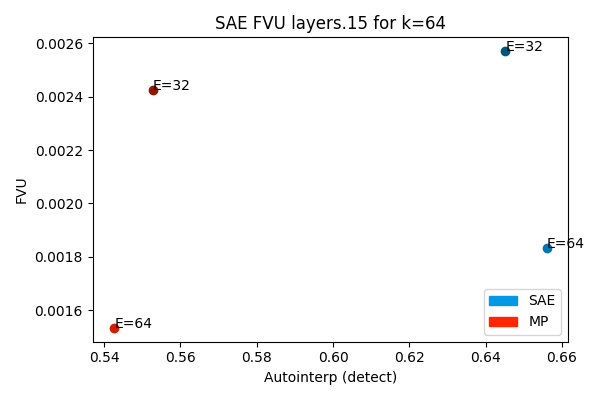 SAE FVU layers.15 for k=64
0.0026
0.0024
0.0022
0.0020
0.0018
0.0016
FVU
E=32
E=32
E=64
E=64
SAE
MP
0.54
0.56
0.58
0.60
0.62
0.64
0.66
Autointerp (detect)